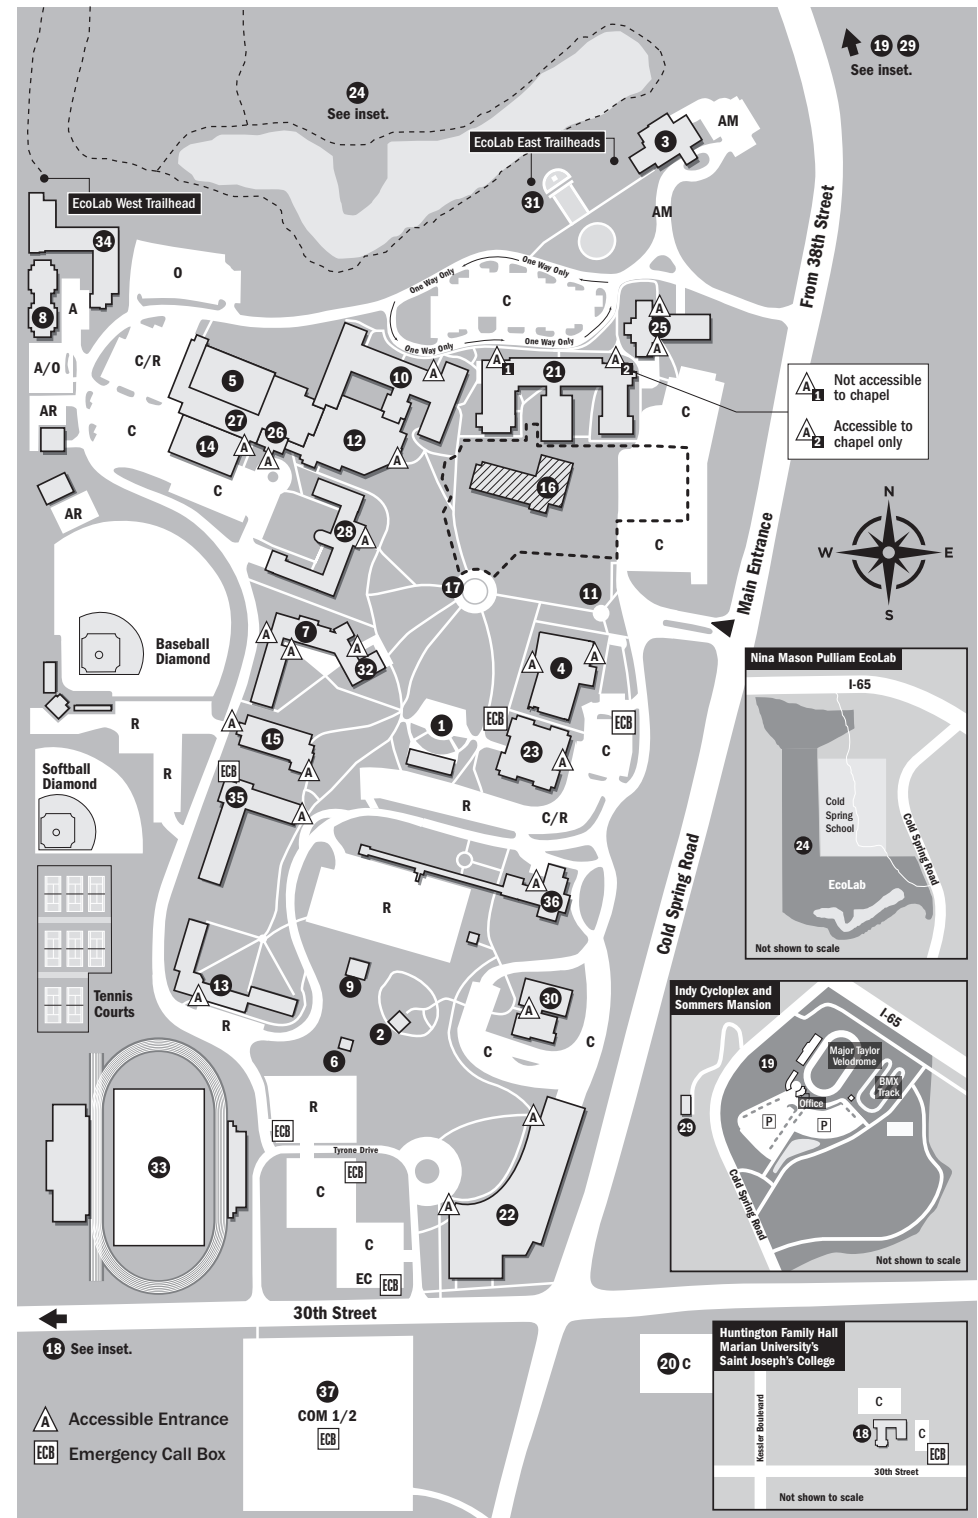 24
See inset.
19 29
See inset.
EcoLab East Trailheads
3
AM
31
EcoLab West Trailhead
AM
34
From 38th Street
O
One Way Only
One Way Only
8
A
C
A
25
A
One Way Only
One Way Only
C/R
A/O
5
10
A
A
1
21
A
2
A
1
Not accessible
to chapel
A
2
Accessible to
chapel only
AR
C
27
26
14
A
A
12
A
C
C
16
AR
28
A
C
N
W
E
S
17
11
Main Entrance
Baseball
Diamond
A
7
A
A
32
A
4
A
Nina Mason Pulliam EcoLab
I-65
Cold
Spring
School
24
Cold Spring Road
EcoLab
Not shown to scale
R
A
15
A
1
ECB
ECB
23
A
C
Softball
Diamond
R
ECB
35
A
R
C/R
Cold Spring Road
R
A
36
Tennis
Courts
13
A
R
9
2
6
30
A
C
C
Indy Cycloplex and
Sommers Mansion
I-65
Major Taylor
Velodrome
BMX
Track
19
Office
P
P
29
Cold Spring Road
Not shown to scale
R
ECB
A
33
Tyrone Drive
ECB
C
A
22
C
EC
ECB
30th Street
18 See inset.
20 C
37
COM 1/2
ECB
A Accessible Entrance
ECB Emergency Call Box
Huntington Family Hall
Marian University's
Saint Joseph's College
Kessler Boulevard
C
18
C
ECB
30th Street
Not shown to scale